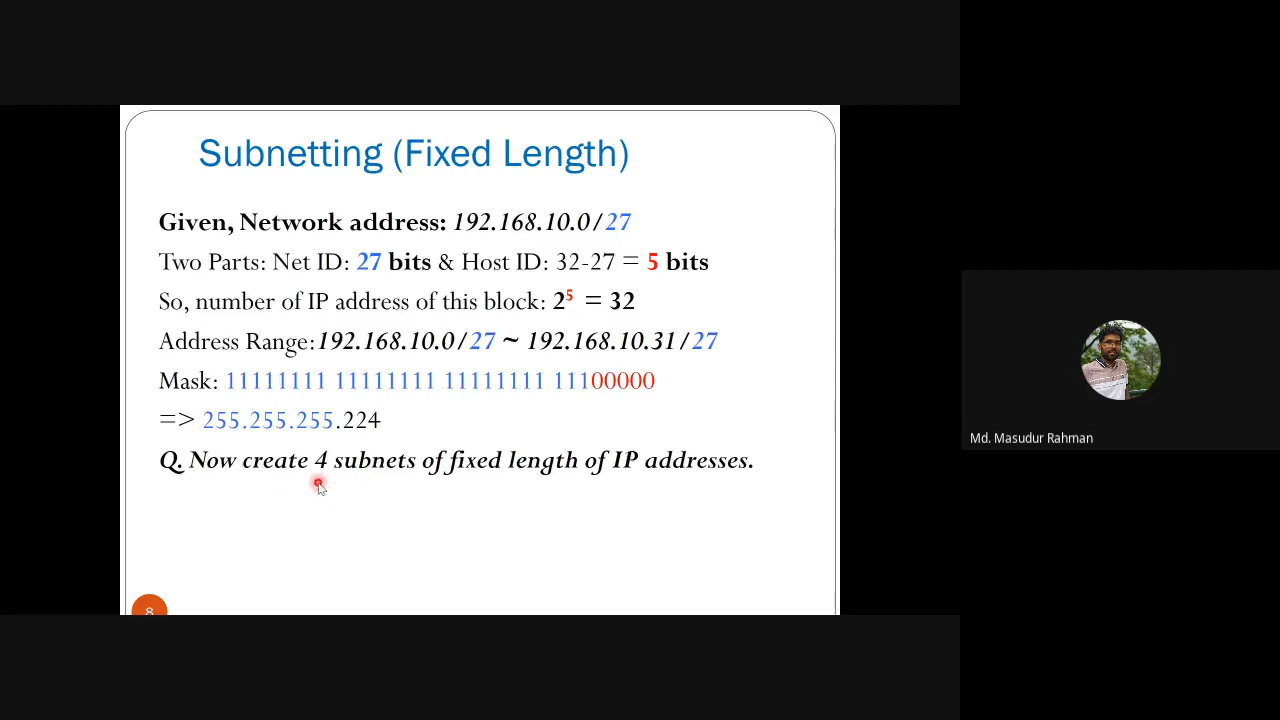 Subnetting (Fixed Length)
Given, Network address: 192.168.10.0/27
Two Parts: Net ID: 27 bits & Host ID: 32-27 = 5 bits
So, number of IP address of this block: 2⁵ = 32
Address Range:192.168.10.0/27 ~ 192.168.10.31/27
Mask: 11111111 11111111 11111111 11100000
=> 255.255.255.224
Q. Now create 4 subnets of fixed length of IP addresses.
8
Md. Masudur Rahman